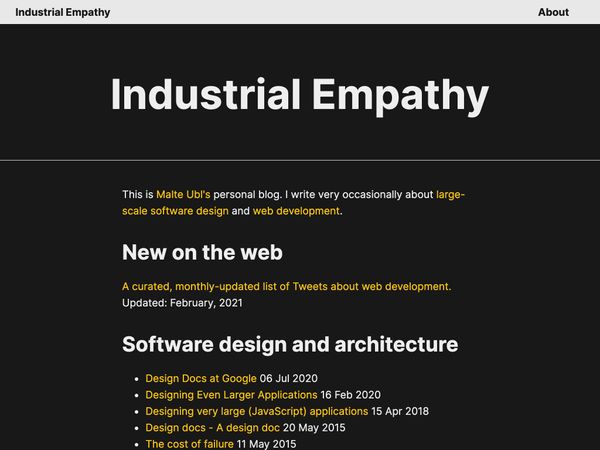 Industrial Empathy
About
Industrial Empathy
This is Malte Ubl's personal blog. I write very occasionally about large-
scale software design and web development.
New on the web
A curated, monthly-updated list of Tweets about web development.
Updated: February, 2021
Software design and architecture
• Design Docs at Google 06 Jul 2020
• Designing Even Larger Applications 16 Feb 2020
• Designing very large (JavaScript) applications 15 Apr 2018
• Design docs - A design doc 20 May 2015
• The cost of failure 11 May 2015